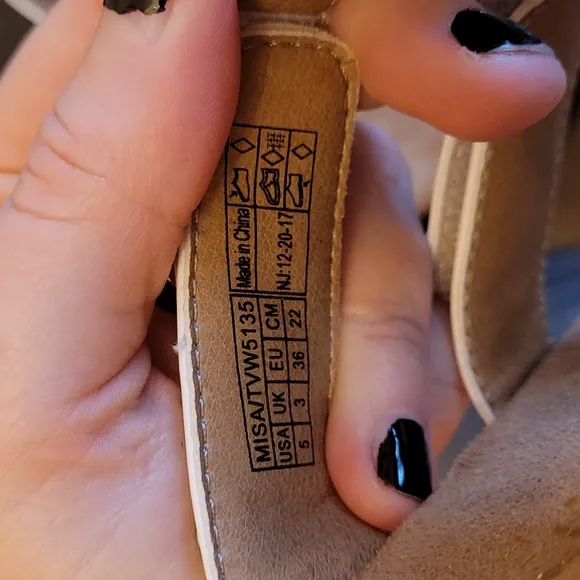 MISA/TVW5135
USA UK EU CM
5 3 36 22
Made in China
NJ:12-20-17